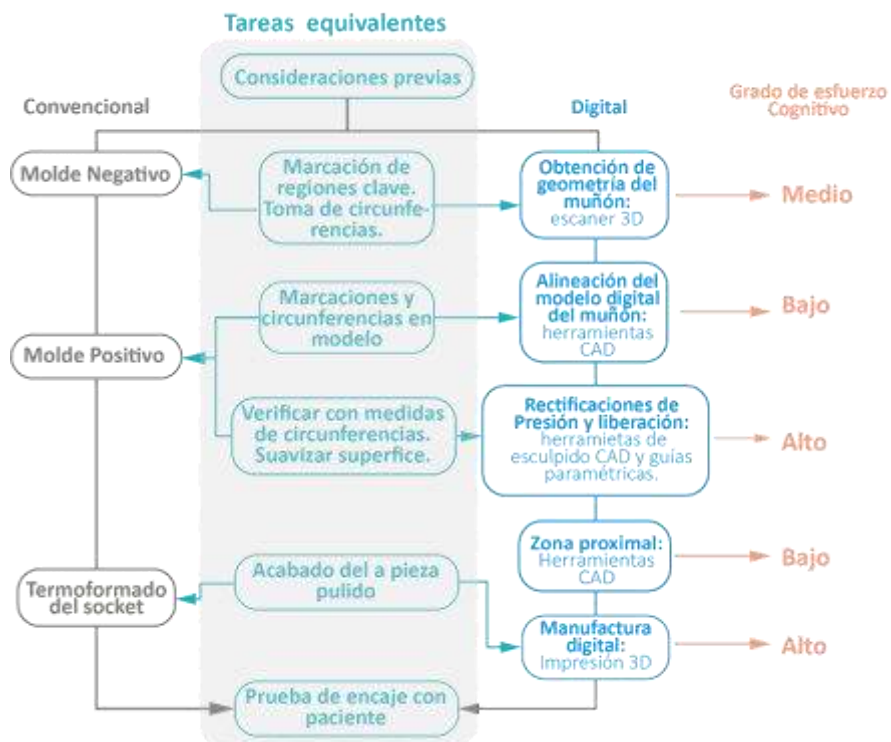 Tareas equivalentes
Consideraciones previas
Convencional
Digital
Grado de esfuerzo
Cognitivo
Molde Negativo
Marcación de
regiones clave.
Toma de circunfe-
rencias.
Obtención de
geometría del
muñón:
escaner 3D
Medio
Marcaciones y
circunferencias en
modelo
Alineación del
modelo digital
del muñón:
herramientas
CAD
Bajo
Molde Positivo
Verificar con medidas
de circunferencias.
Suavizar superfice.
Rectificaciones de
Presión y liberación:
herramietas de
esculpido CAD y guías
paramétricas.
Alto
Zona proximal:
Herramientas
CAD
Bajo
Termoformado
del socket
Acabado del a pieza
pulido
Manufactura
digital:
Impresión 3D
Alto
Prueba de encaje con
paciente